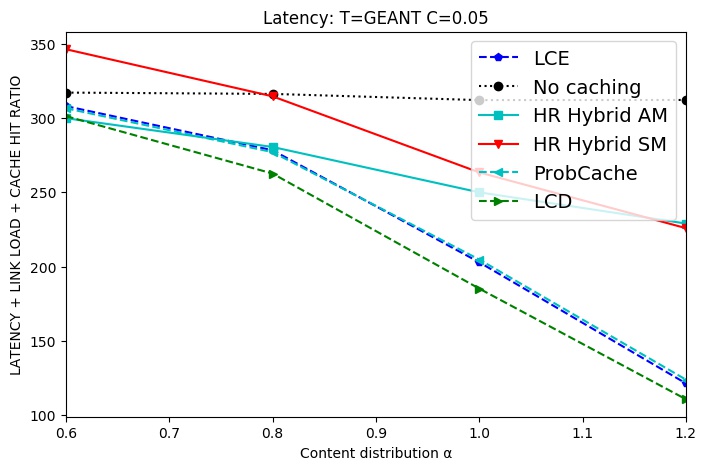 Latency: T=GEANT C=0.05
LATENCY + LINK LOAD + CACHE HIT RATIO
350
300
250
200
150
100
LCE
No caching
HR Hybrid AM
HR Hybrid SM
ProbCache
LCD
0.6 0.7 0.8 0.9 1.0 1.1 1.2
Content distribution α